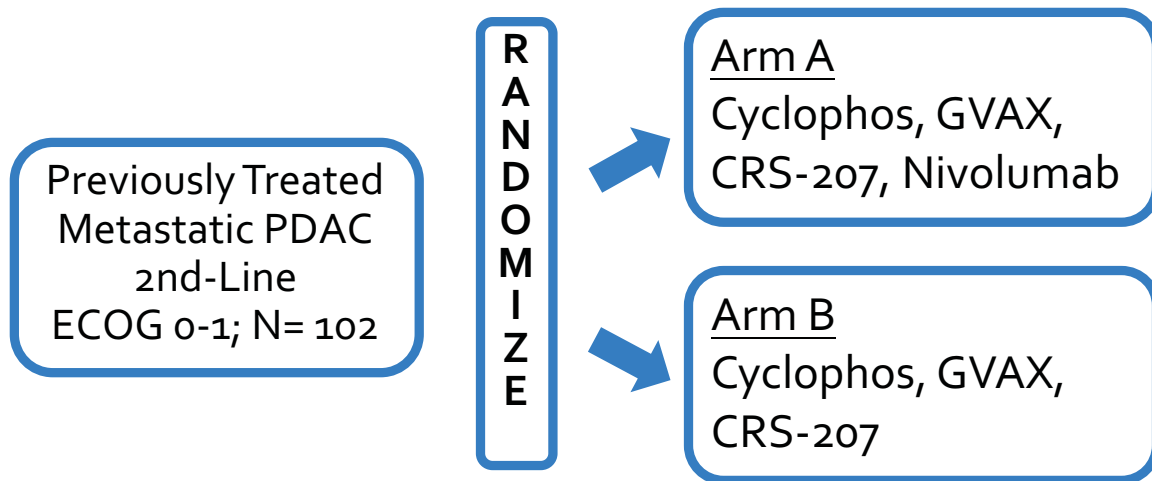 Previously Treated
Metastatic PDAC
2nd-Line
ECOG 0-1; N= 102
R
A
N
D
O
M
I
Z
E
Arm A
Cyclophos, GVAX,
CRS-207, Nivolumab
Arm B
Cyclophos, GVAX,
CRS-207